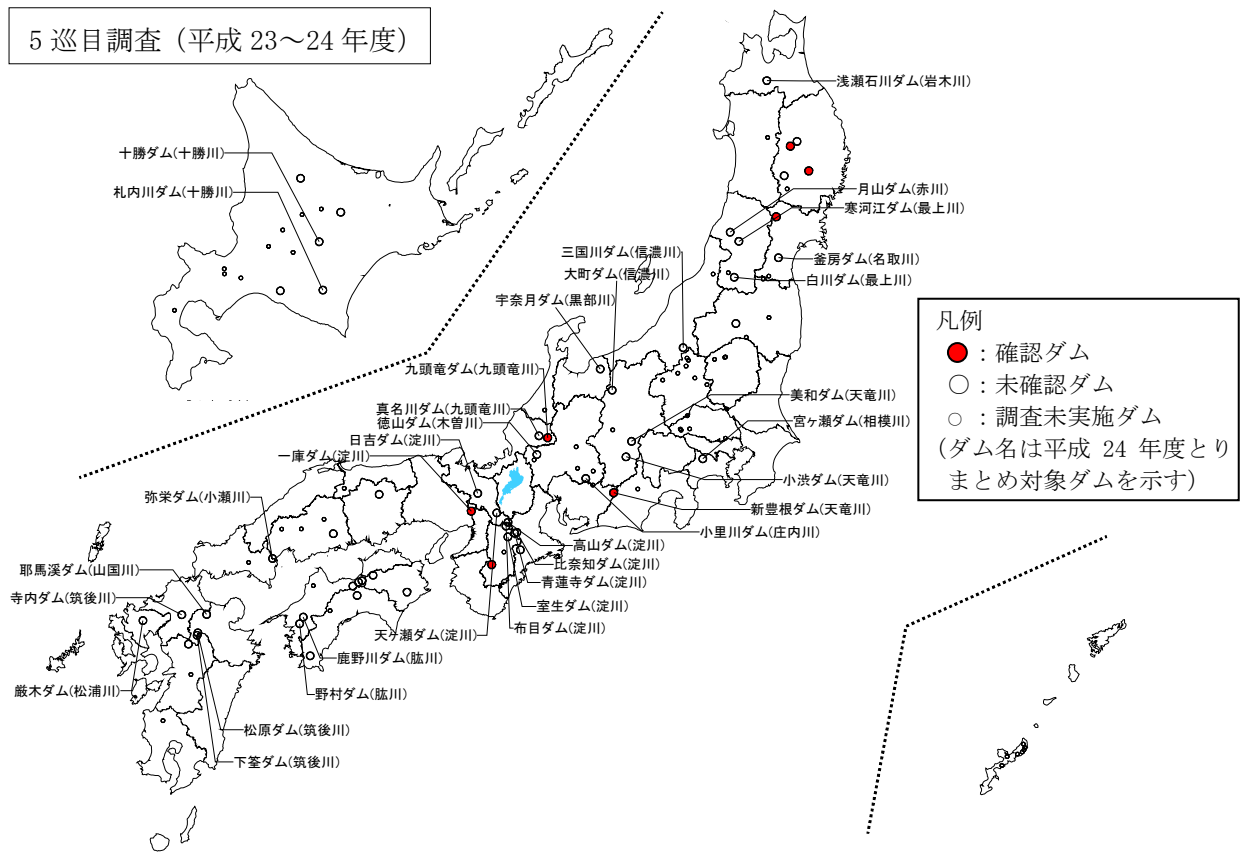 5 巡目調査（平成 23～24 年度）
浅瀬石川ダム(岩木川)
十勝ダム(十勝川)
札内川ダム(十勝川)
月山ダム(赤川)
寒河江ダム(最上川)
三国川ダム(信濃川)
釜房ダム(名取川)
大町ダム(信濃川)
白川ダム(最上川)
宇奈月ダム(黒部川)
凡例
：確認ダム
：未確認ダム
：調査未実施ダム
(ダム名は平成 24 年度とり
まとめ対象ダムを示す)
九頭竜ダム(九頭竜川)
美和ダム(天竜川)
真名川ダム(九頭竜川)
徳山ダム(木曽川)
宮ヶ瀬ダム(相模川)
日吉ダム(淀川)
一庫ダム(淀川)
小渋ダム(天竜川)
弥栄ダム(小瀬川)
新豊根ダム(天竜川)
小里川ダム(庄内川)
高山ダム(淀川)
比奈知ダム(淀川)
耶馬溪ダム(山国川)
青蓮寺ダム(淀川)
寺内ダム(筑後川)
室生ダム(淀川)
布目ダム(淀川)
天ヶ瀬ダム(淀川)
鹿野川ダム(肱川)
厳木ダム(松浦川)
野村ダム(肱川)
松原ダム(筑後川)
下筌ダム(筑後川)